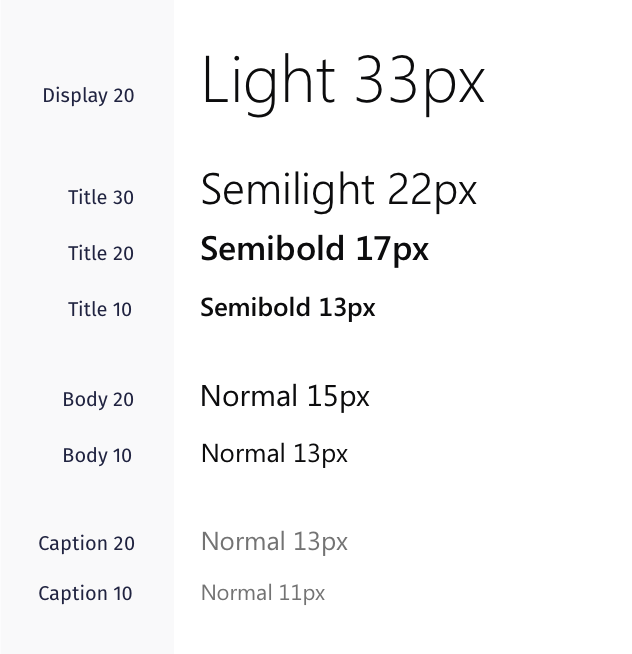 Display 20 Light 33px
Title 30 Semilight 22px
Title 20 Semibold 17px
Title 10 Semibold 13px
Body 20 Normal 15px
Body 10 Normal 13px
Caption 20 Normal 13px
Caption 10 Normal 11px